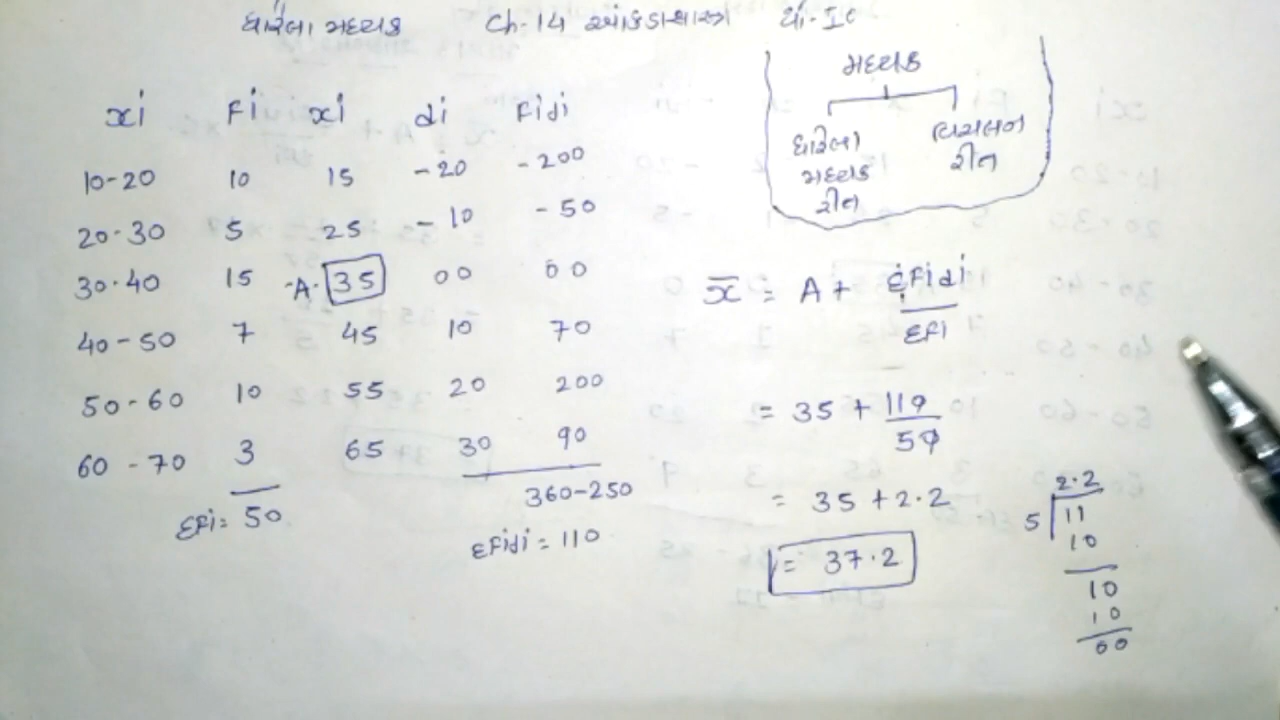 ધારેલા મધ્યક Ch-14 આંકડાશાસ્ત્ર ધો-10
xi Fi xi di Fidi
10-20 10 15 -20 -200
20-30 5 25 -10 -50
30-40 15 A 35 00 00
40-50 7 45 10 70
50-60 10 55 20 200
60-70 3 65 30 90
ΣFi= 50
360-250
ΣFidi = 110
મધ્યક
ધારેલા
મધ્યક
રીત
વિચલન
રીત
x̄ = A + ΣFidi
ΣFi
= 35 + 110
50
= 35 + 2.2
= 37.2
2.2
5 11
10
10
10
00